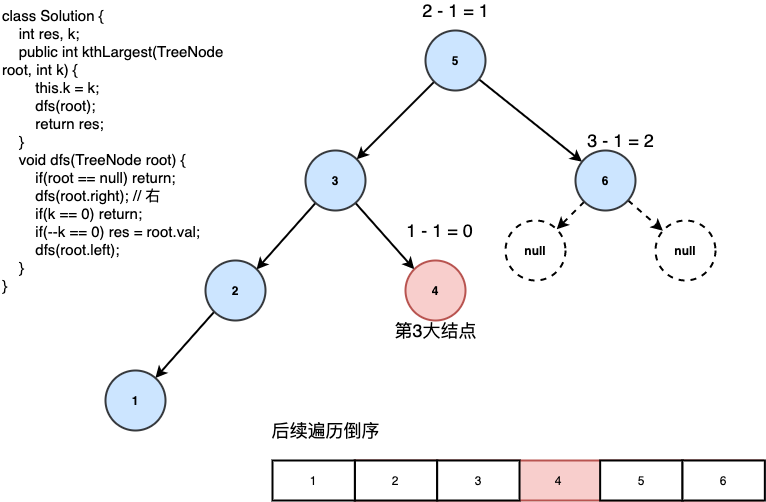 class Solution {
int res, k;
public int kthLargest(TreeNode
root, int k) {
this.k = k;
dfs(root);
return res;
}
void dfs(TreeNode root) {
if(root == null) return;
dfs(root.right); // 右
if(k == 0) return;
if(--k == 0) res = root.val;
dfs(root.left);
}
}
2 - 1 = 1
5
3 - 1 = 2
3
6
1 - 1 = 0
null
null
2
4
第3大结点
1
后续遍历倒序
1 2 3 4 5 6